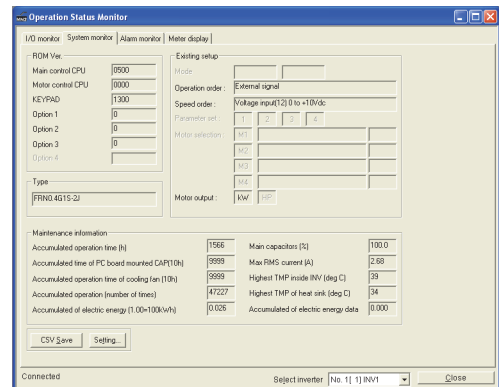 Operation Status Monitor
I/O monitor System monitor Alarm monitor Meter display
ROM Ver.
Main control CPU 0500
Motor control CPU 0000
KEYPAD 1300
Option 1 0
Option 2 0
Option 3 0
Option 4
Type
FRN0.4G1S-2J
Existing setup
Mode
Operation order : External signal
Speed order : Voltage input(12) 0 to +10Vdc
Parameter set : 1 2 3 4
Motor selection : M1
M2
M3
M4
Motor output : kW HP
Maintenance information
Accumulated operation time (h) 1566
Accumulated time of PC board mounted CAP(10h) 9999
Accumulated operation time of cooling fan (10h) 9999
Accumulated operation (number of times) 47227
Accumulated of electric energy (1.00=100kWh) 0.026
Main capacitors (%) 100.0
Max RMS current (A) 2.68
Highest TMP inside INV (deg C) 39
Highest TMP of heat sink (deg C) 34
Accumulated of electric energy data 0.000
CSV Save Setting...
Connected
Select inverter No. 1[ 1] INV1 Close